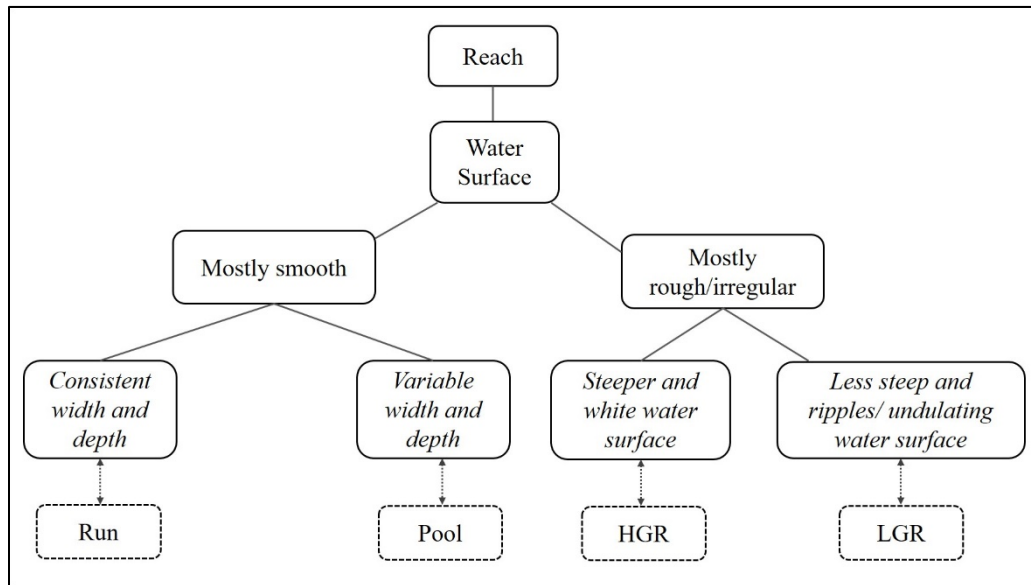 Reach
Water
Surface
Mostly smooth
Mostly
rough/irregular
Consistent
width and
depth
Variable
width and
depth
Steeper and
white water
surface
Less steep and
ripples/ undulating
water surface
Run
Pool
HGR
LGR